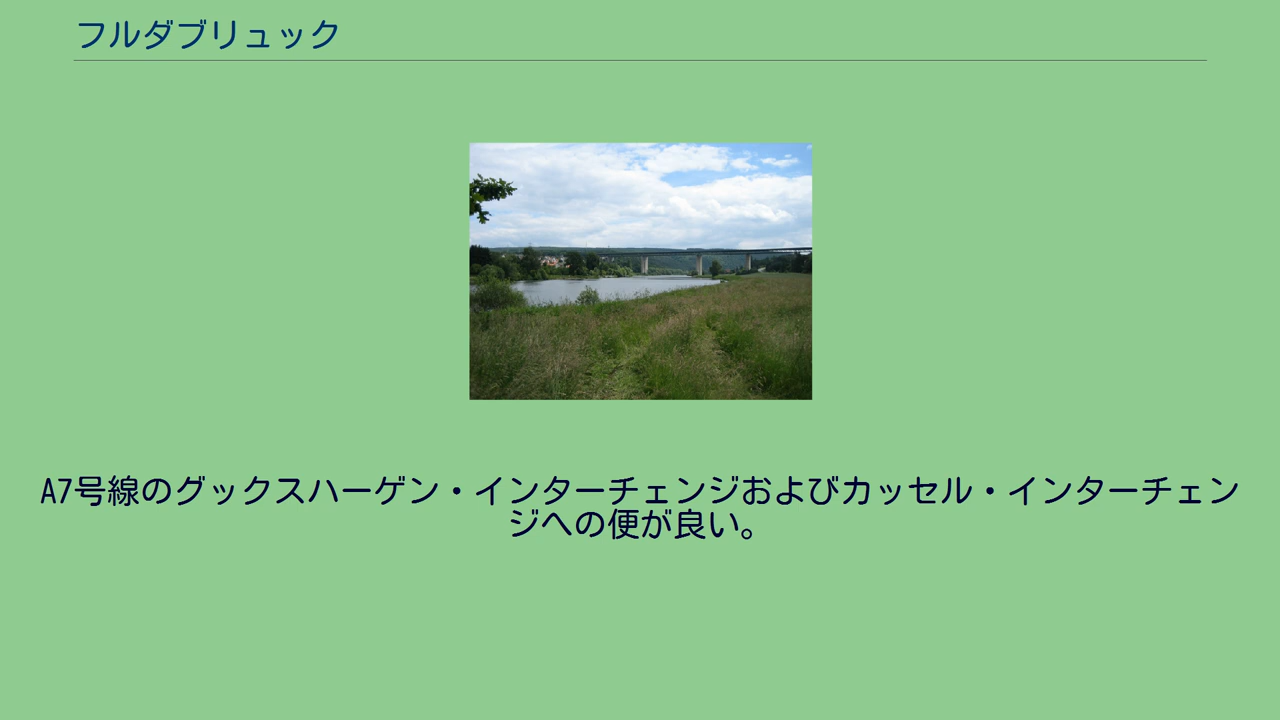 フルダブリュック
A7号線のグックスハーゲン・インターチェンジおよびカッセル・インターチェン
ジへの便が良い。